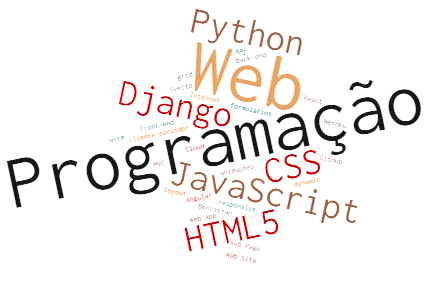 Python
API
back-end
Web
grid
Svelte
Internet
React
Django
formulários
Heroku
front-end
HTTP
cliente-servidor
Programação
Cloud
MVC
animações
CSS
GitHub
JavaScript
dynamic
layout
Angular
responsive
Bootstrap
Web App
HTML5
Web Page
Web Site